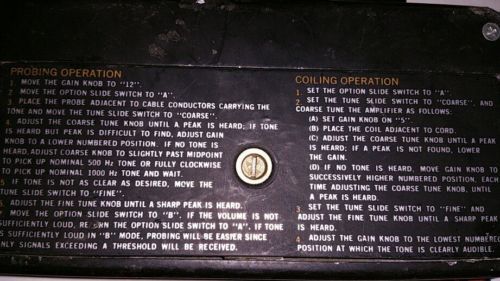 PROBING OPERATION
1 MOVE THE GAIN KNOB TO "12".
2 MOVE THE OPTION SLIDE SWITCH TO "A".
3 PLACE THE PROBE ADJACENT TO CABLE CONDUCTORS CARRYING THE
TONE AND MOVE THE TUNE SLIDE SWITCH TO "COARSE".
4 ADJUST THE COARSE TUNE KNOB UNTIL A PEAK IS HEARD; IF TONE
IS HEARD BUT PEAK IS DIFFICULT TO FIND, ADJUST GAIN
KNOB TO A LOWER NUMBERED POSITION. IF NO TONE IS
HEARD, ADJUST COARSE KNOB TO SLIGHTLY PAST MIDPOINT
TO PICK UP NOMINAL 500 Hz TONE OR FULLY CLOCKWISE
TO PICK UP NOMINAL 1000 Hz TONE AND WAIT.
5 IF TONE IS NOT AS CLEAR AS DESIRED, MOVE THE
TUNE SLIDE SWITCH TO "FINE".
6 ADJUST THE FINE TUNE KNOB UNTIL A SHARP PEAK IS HEARD.
7 MOVE THE OPTION SLIDE SWITCH TO "B". IF THE VOLUME IS NOT
SUFFICIENTLY LOUD, THE OPTION SLIDE SWITCH TO "A". IF TONE
IS SUFFICIENTLY LOUD IN "B" MODE, PROBING WILL BE EASIER SINCE
ONLY SIGNALS EXCEEDING A THRESHOLD WILL BE RECEIVED.
COILING OPERATION
1. SET THE OPTION SLIDE SWITCH TO "A".
2 SET THE TUNE SLIDE SWITCH TO "COARSE", AND
COARSE TUNE THE AMPLIFIER AS FOLLOWS:
(A) SET GAIN KNOB ON "5".
(B) PLACE THE COIL ADJACENT TO CORD.
(C) ADJUST THE COARSE TUNE KNOB UNTIL A PEAK
IS HEARD; IF A PEAK IS NOT FOUND, LOWER
THE GAIN.
(D) IF NO TONE IS HEARD, MOVE GAIN KNOB TO
SUCCESSIVELY HIGHER NUMBERED POSITION, EACH
TIME ADJUSTING THE COARSE TUNE KNOB, UNTIL
A PEAK IS HEARD.
3 SET THE TUNE SLIDE SWITCH TO "FINE" AND
ADJUST THE FINE TUNE KNOB UNTIL A SHARP PEAK
IS HEARD.
4 ADJUST THE GAIN KNOB TO THE LOWEST NUMBERED
POSITION AT WHICH THE TONE IS CLEARLY AUDIBLE.